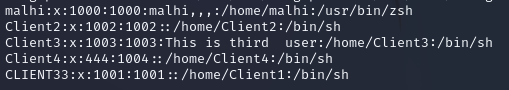 malhi:x:1000:1000:malhi,,,:/home/malhi:/usr/bin/zsh
Client2:x:1002:1002::/home/Client2:/bin/sh
Client3:x:1003:1003:This is third  user:/home/Client3:/bin/sh
Client4:x:444:1004::/home/Client4:/bin/sh
CLIENT33:x:1001:1001::/home/Client1:/bin/sh